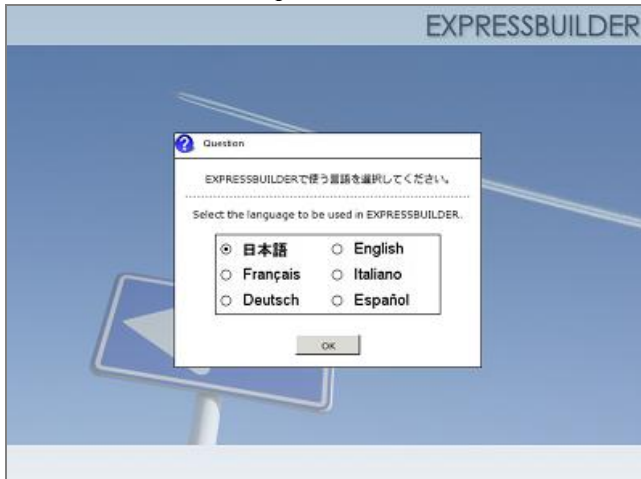 EXPRESSBUILDER
Question
EXPRESSBUILDERで使う言語を選択してください。
Select the language to be used in EXPRESSBUILDER.
日本語 English
Français Italiano
Deutsch Español
OK